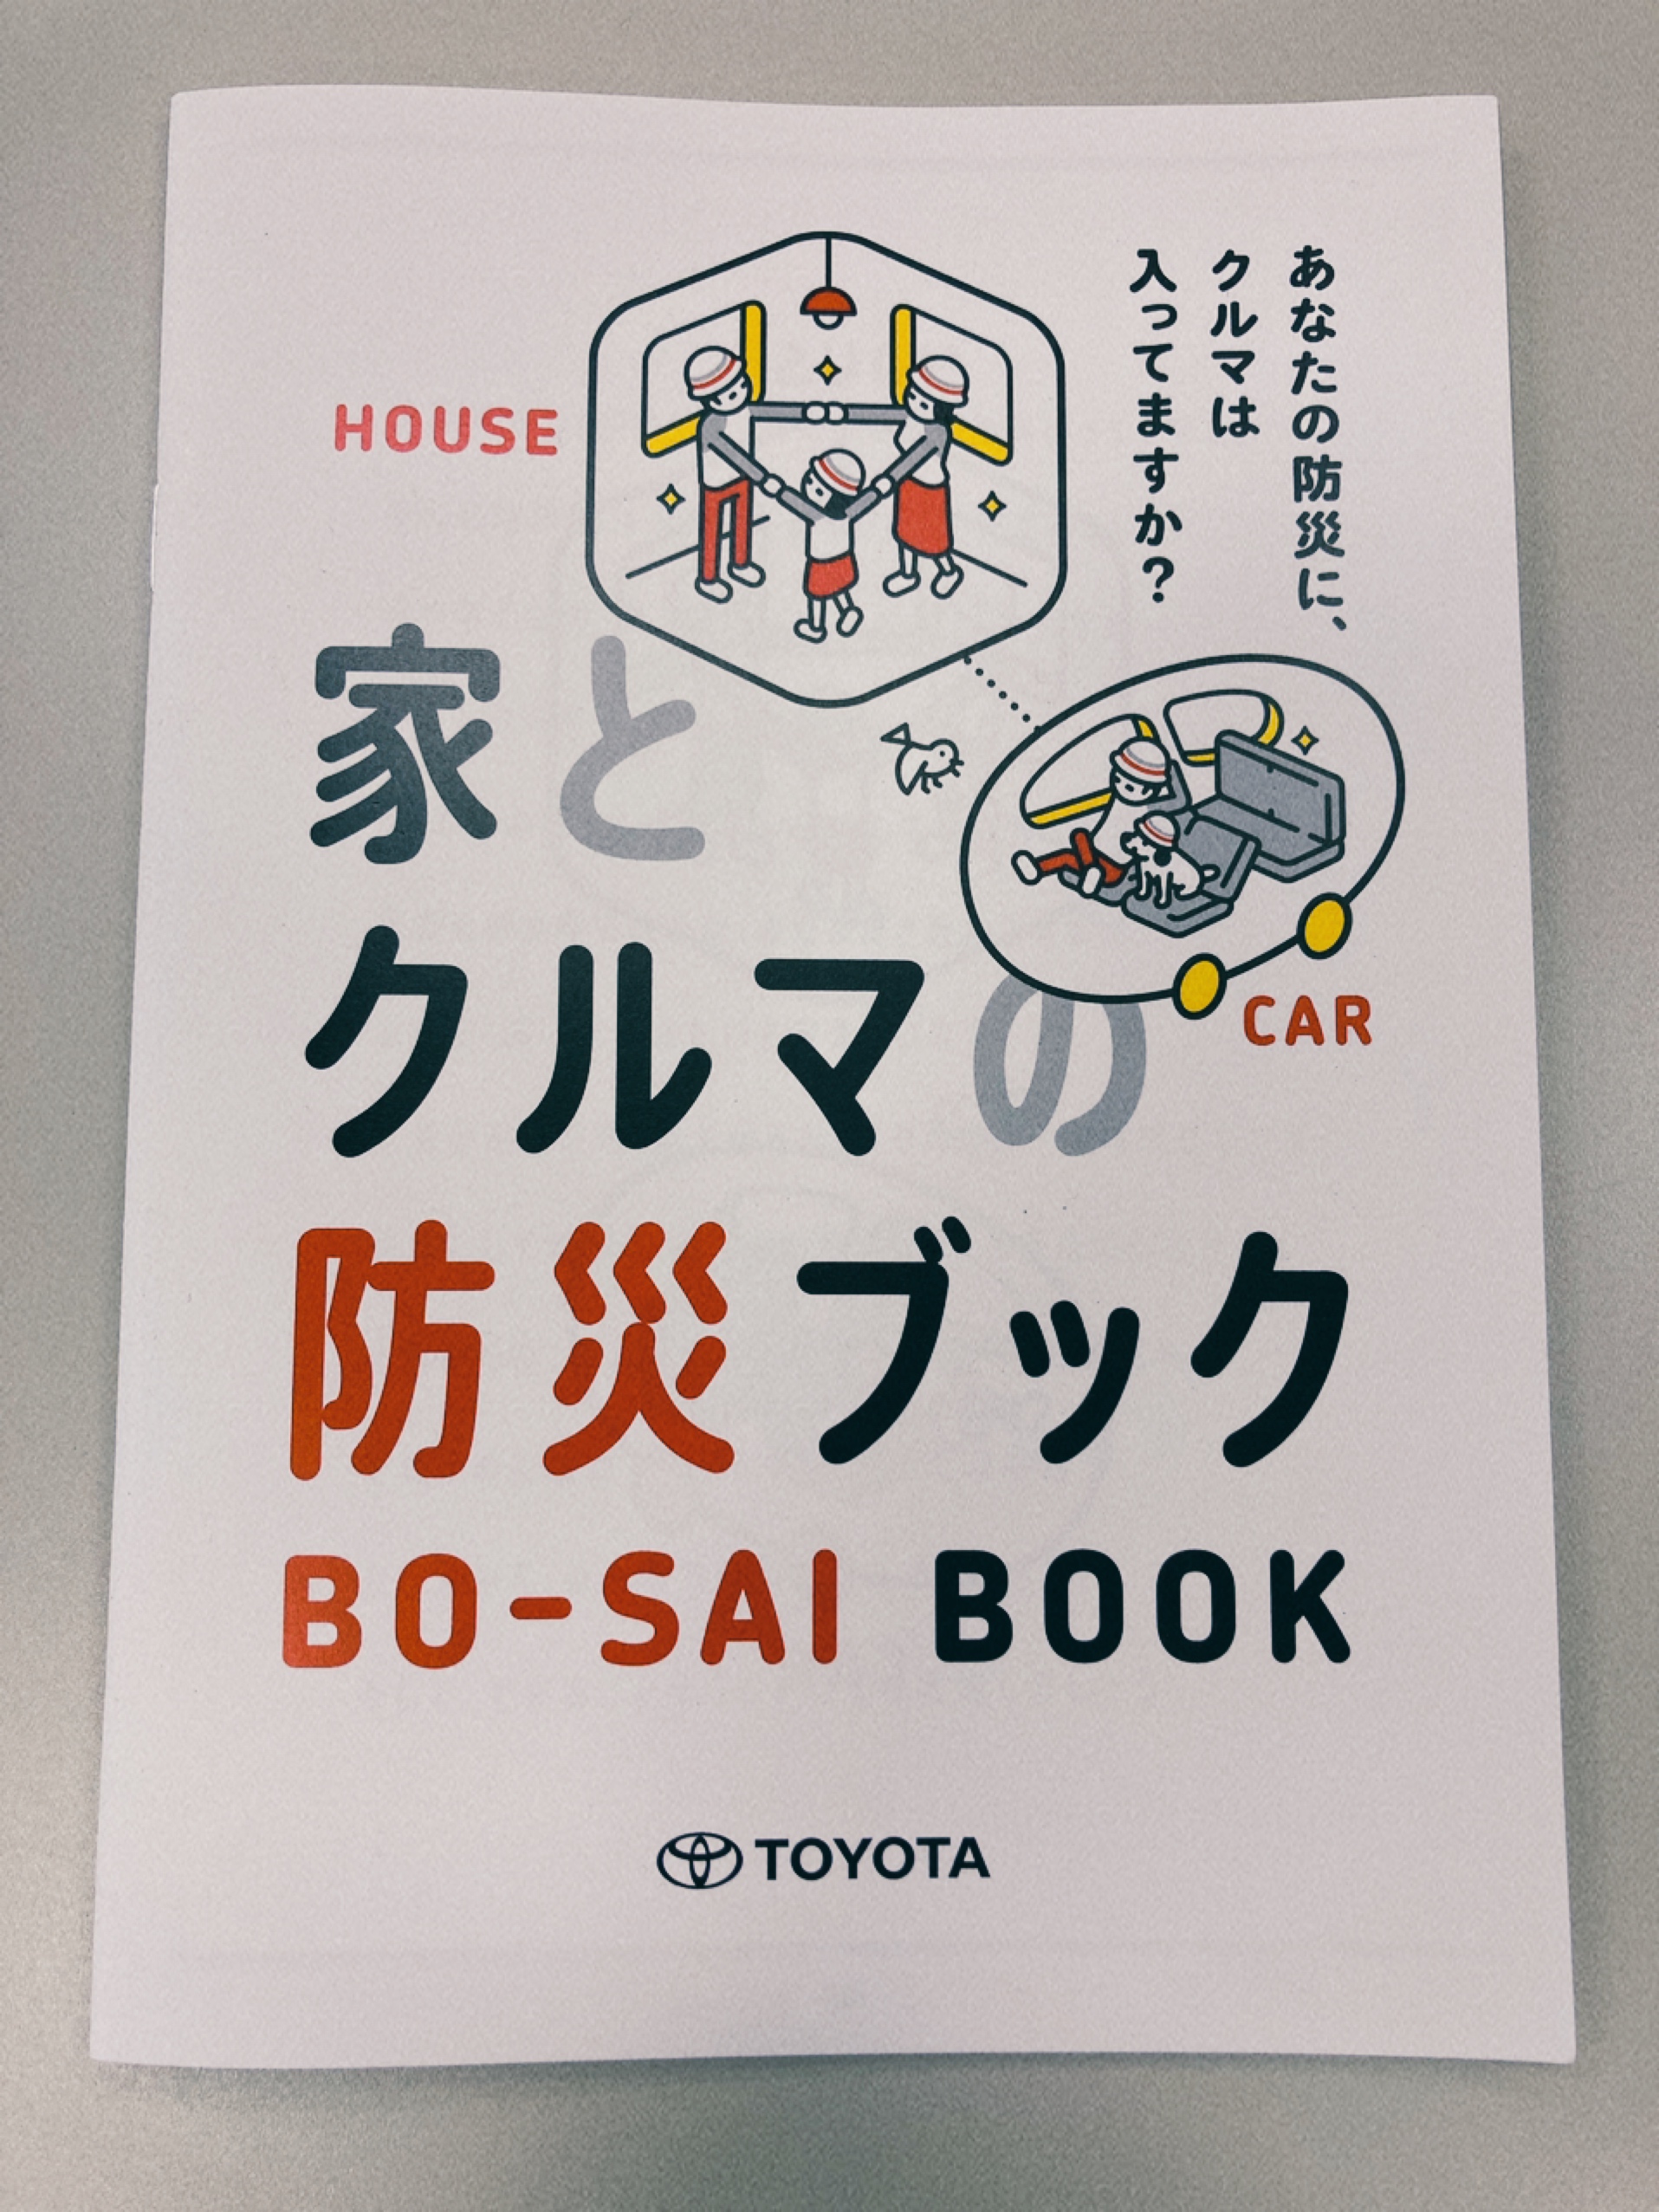 あなたの防災に、
クルマは
入ってますか?
HOUSE
家と
クルマの
CAR
防災ブック
BO-SAI BOOK
TOYOTA